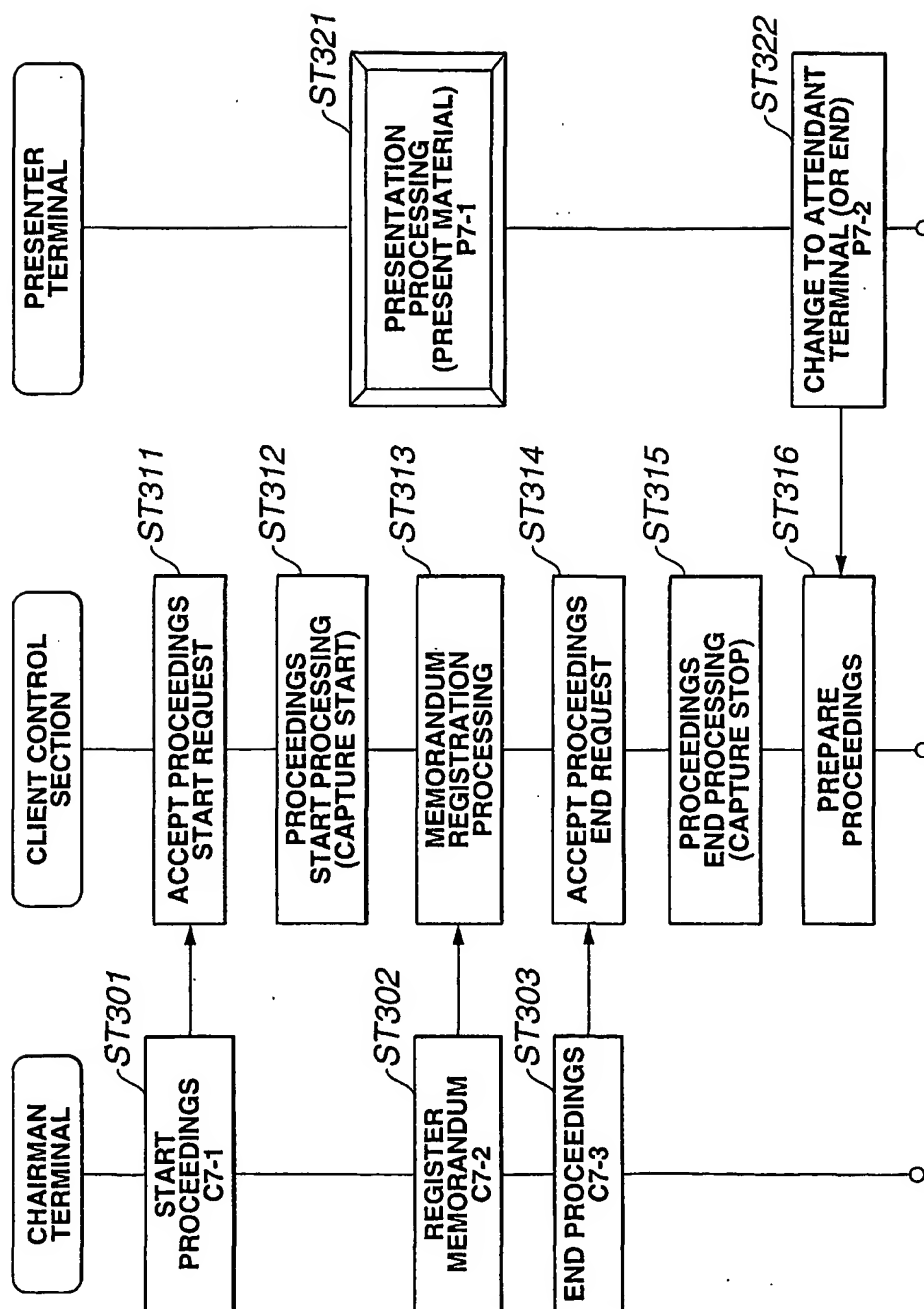 CHAIRMAN
TERMINAL
ST301
START
PROCEEDINGS
C7-1
ST302
REGISTER
MEMORANDUM
C7-2
ST303
END PROCEEDINGS
C7-3
CLIENT CONTROL
SECTION
ST311
ACCEPT PROCEEDINGS
START REQUEST
ST312
PROCEEDINGS
START PROCESSING
(CAPTURE START)
ST313
MEMORANDUM
REGISTRATION
PROCESSING
ST314
ACCEPT PROCEEDINGS
END REQUEST
ST315
PROCEEDINGS
END PROCESSING
(CAPTURE STOP)
ST316
PREPARE
PROCEEDINGS
PRESENTER
TERMINAL
ST321
PRESENTATION
PROCESSING
(PRESENT MATERIAL)
P7-1
ST322
CHANGE TO ATTENDANT
TERMINAL (OR END)
P7-2